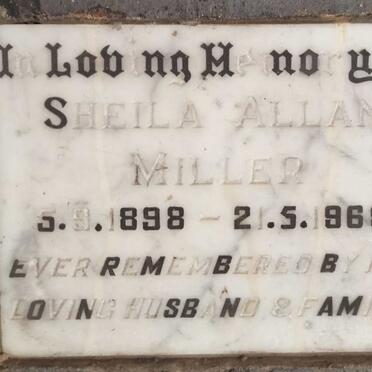 In Loving Memory
Sheila Allan
Miller
5.9.1898 – 21.5.196
Ever Remembered By
Loving Husband & Fam